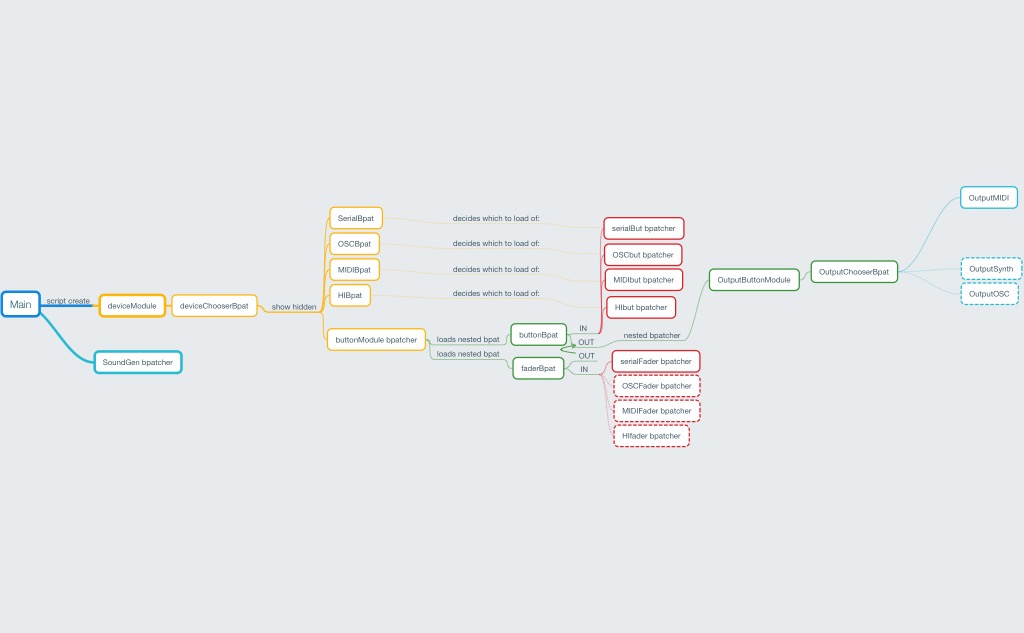 Main
script create
deviceModule
deviceChooserBpat
show hidden
SoundGen bpatcher
SerialBpat
OSCBpat
MIDIBpat
HIBpat
buttonModule bpatcher
decides which to load of:
decides which to load of:
decides which to load of:
decides which to load of:
loads nested bpat
loads nested bpat
buttonBpat
faderBpat
IN
OUT
OUT
IN
serialBut bpatcher
OSCbut bpatcher
MIDIbut bpatcher
HIbut bpatcher
nested bpatcher
serialFader bpatcher
OSCFader bpatcher
MIDIFader bpatcher
HIfader bpatcher
OutputButtonModule
OutputChooserBpat
OutputMIDI
OutputSynth
OutputOSC